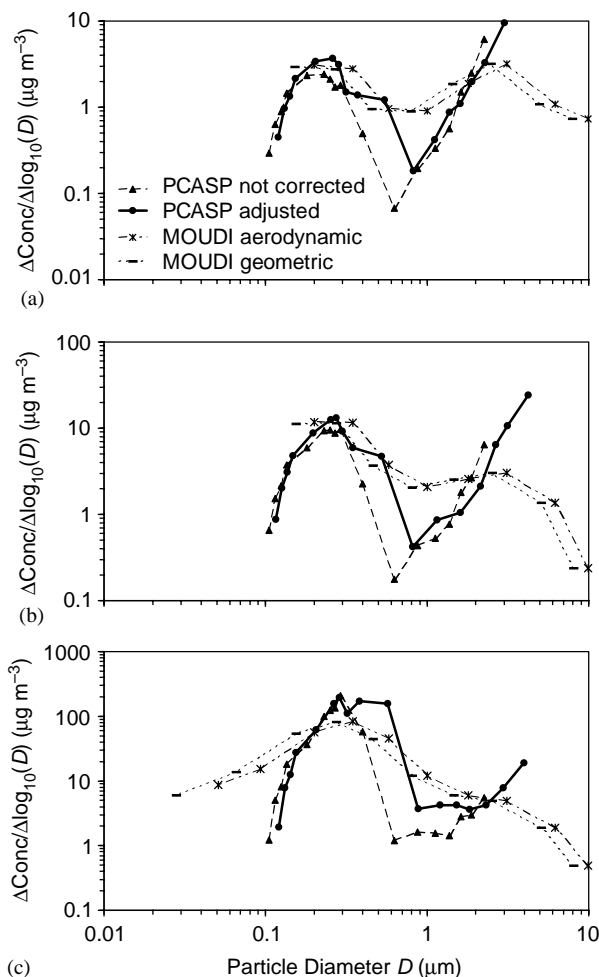 10
1
0.1
0.01
ΔConc/Δlog₁₀(D) (μg m⁻³)
PCASP not corrected
PCASP adjusted
MOUDI aerodynamic
MOUDI geometric
(a)
100
10
1
0.1
ΔConc/Δlog₁₀(D) (μg m⁻³)
(b)
1000
100
10
1
0.1
ΔConc/Δlog₁₀(D) (μg m⁻³)
0.01 0.1 1 10
(c) Particle Diameter D (μm)